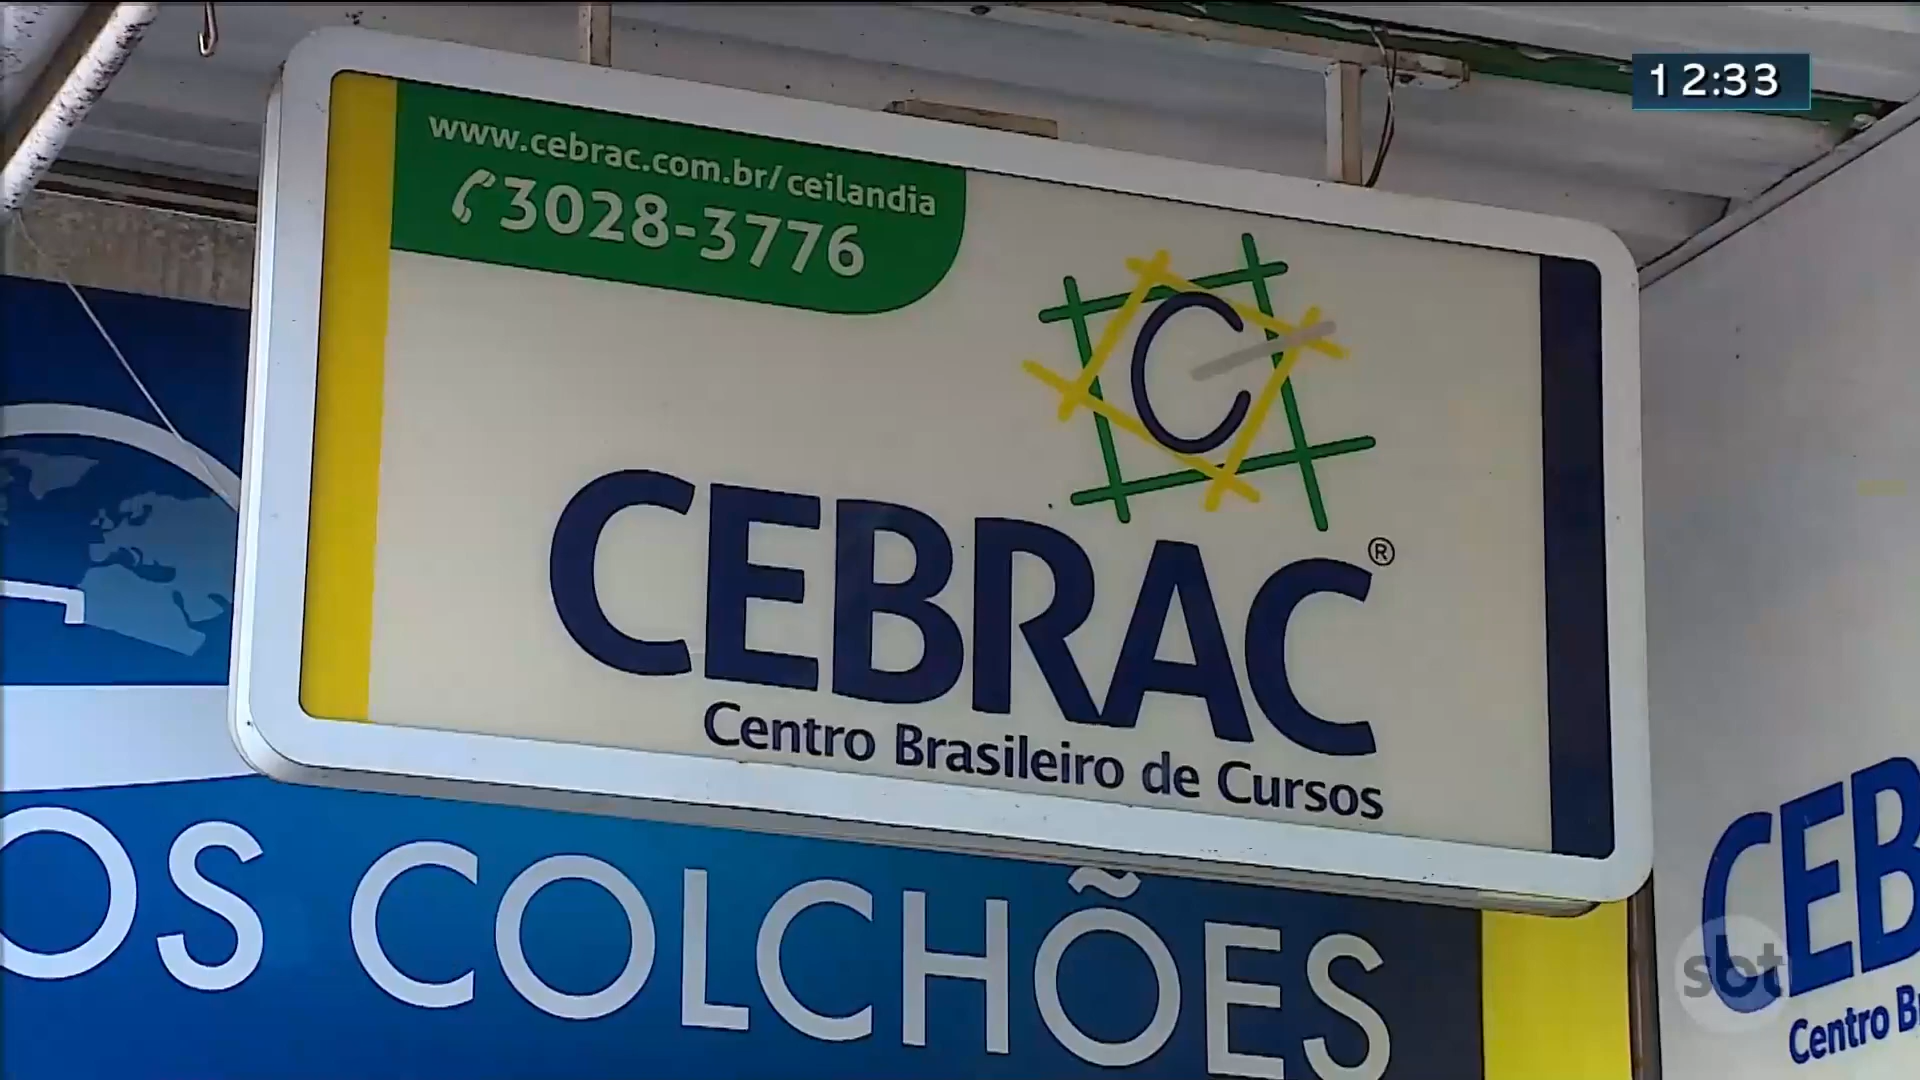 12:33
www.cebrac.com.br/ceilandia
3028-3776
C
CEBRAC®
Centro Brasileiro de Cursos
OS COLCHÕES
CEB
Centro B
sbt